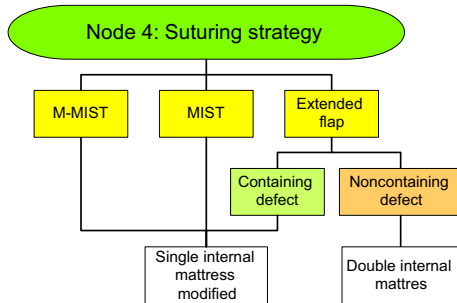 Node 4: Suturing strategy
M-MIST
MIST
Extended
flap
Containing
defect
Noncontaining
defect
Single internal
mattress
modified
Double internal
mattres